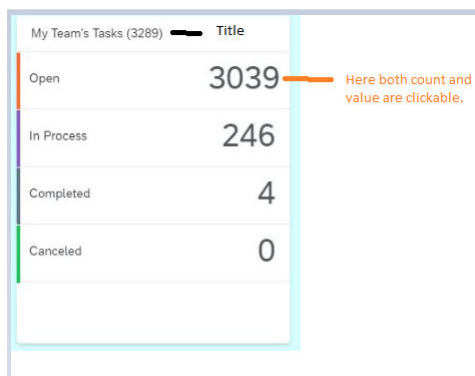 My Team's Tasks (3289) Title
Open 3039
Here both count and
value are clickable.
In Process 246
Completed 4
Canceled 0